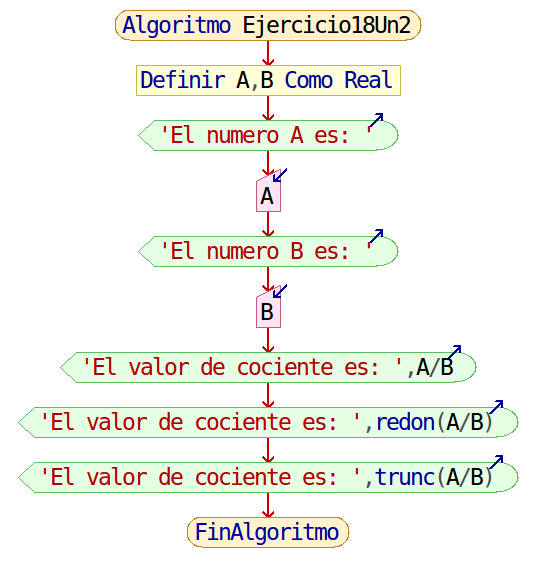 Algoritmo Ejercicio18Un2
Definir A,B Como Real
'El numero A es: '
A
'El numero B es: '
B
'El valor de cociente es: ',A/B
'El valor de cociente es: ',redon(A/B)
'El valor de cociente es: ',trunc(A/B)
FinAlgoritmo